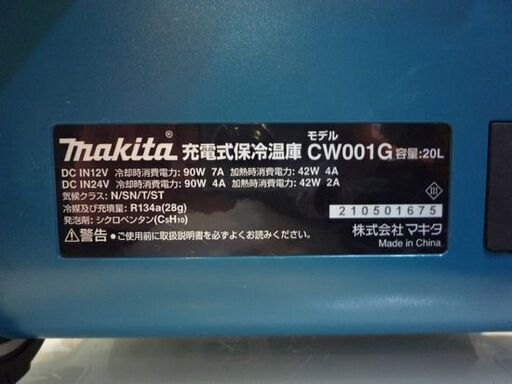 makita® 充電式保冷温庫 モデル CW001G 容量:20L
DC IN12V 冷却時消費電力: 90W 7A 加熱時消費電力: 42W 4A
DC IN24V 冷却時消費電力: 90W 4A 加熱時消費電力: 42W 2A
気候クラス: N/SN/T/ST
冷媒及び充填量: R134a(28g)
発泡剤: シクロペンタン(C5H10)
210501675
⚠警告 ●ご使用前に取扱説明書を必ずよくお読みください。
株式会社 マキタ
Made in China